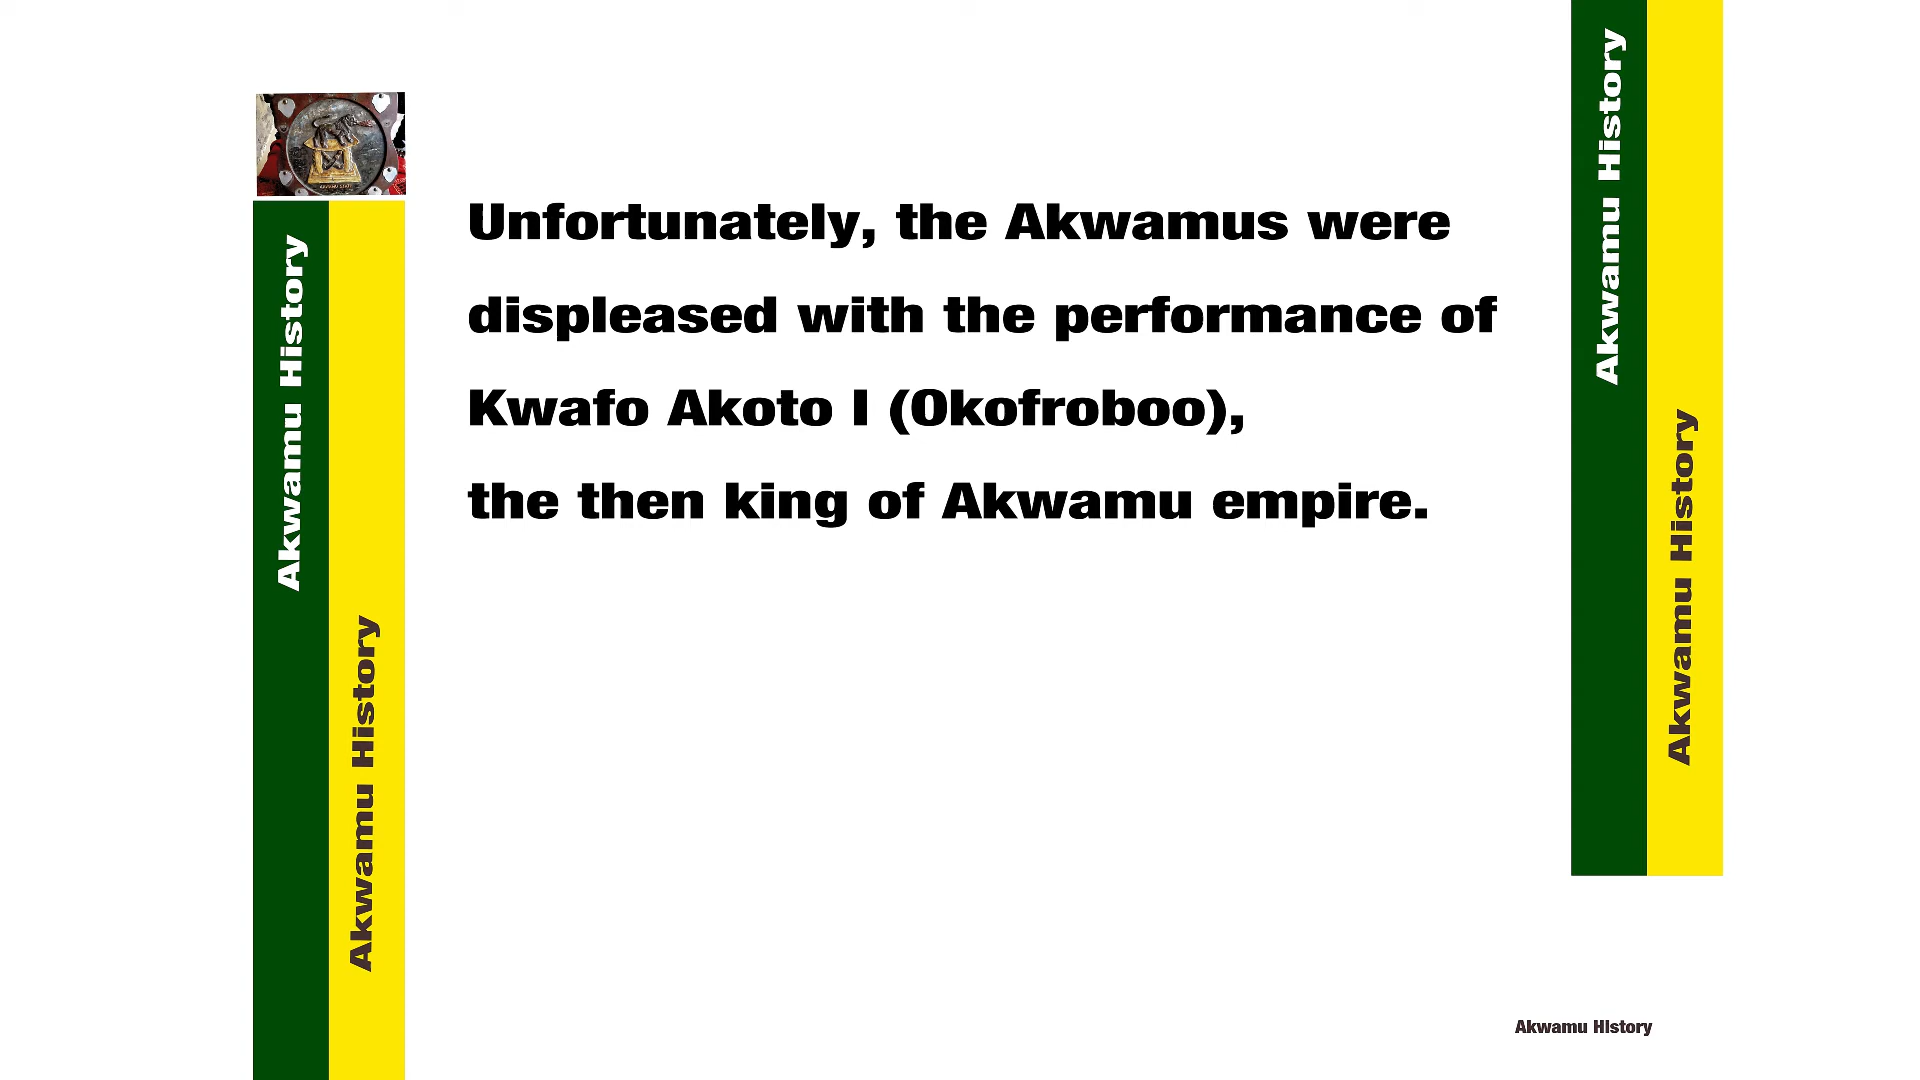 Unfortunately, the Akwamus were
displeased with the performance of
Kwafo Akoto I (Okofroboo),
the then king of Akwamu empire.
Akwamu History
Akwamu History
Akwamu History
Akwamu History
Akwamu History